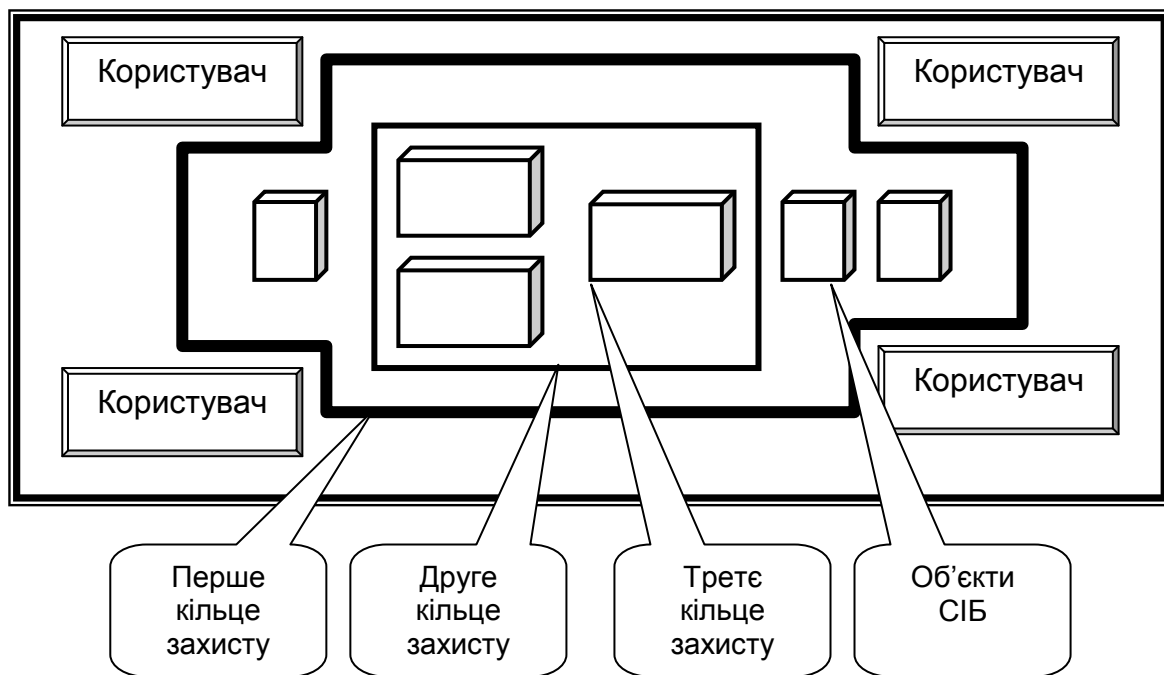 Користувач
Користувач
Користувач
Користувач
Перше
кільце
захисту
Друге
кільце
захисту
Третє
кільце
захисту
Об’єкти
СІБ